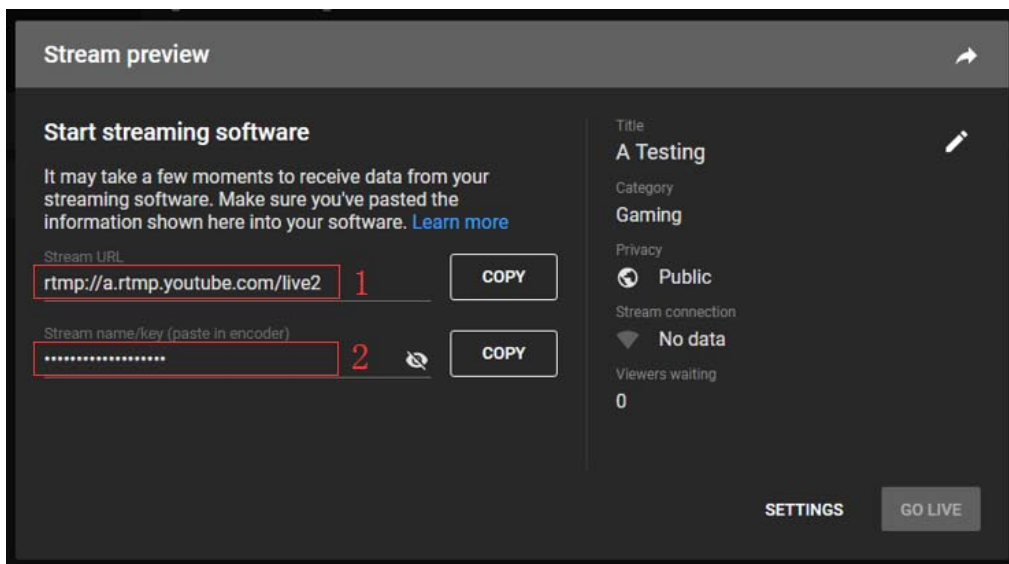 Stream preview
Start streaming software
It may take a few moments to receive data from your
streaming software. Make sure you've pasted the
information shown here into your software. Learn more
Stream URL
rtmp://a.rtmp.youtube.com/live2
1
COPY
Stream name/key (paste in encoder)
••••••••••••••••••••
2
COPY
Title
A Testing
Category
Gaming
Privacy
Public
Stream connection
No data
Viewers waiting
0
SETTINGS
GO LIVE